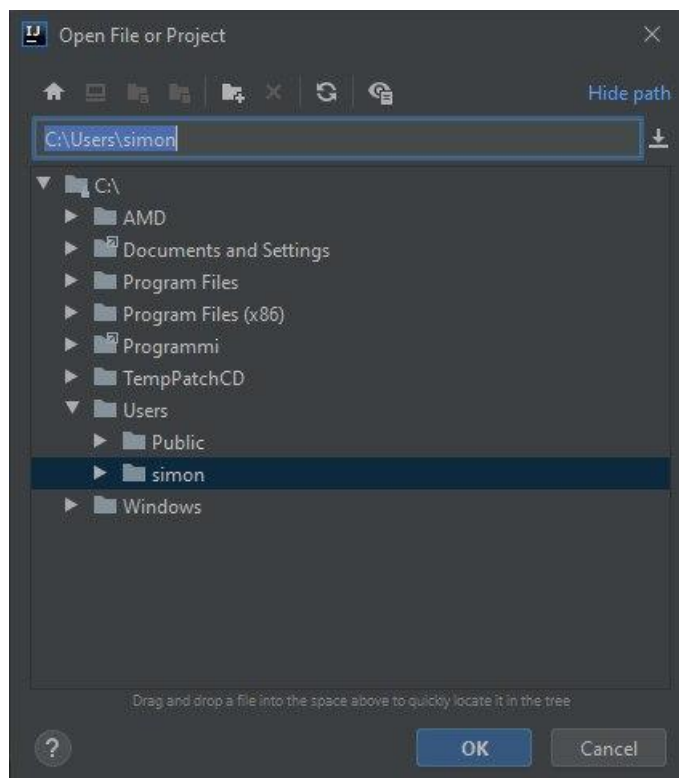 IJ Open File or Project
Hide path
C:\Users\simon
C:\
AMD
Documents and Settings
Program Files
Program Files (x86)
Programmi
TempPatchCD
Users
Public
simon
Windows
Drag and drop a file into the space above to quickly locate it in the tree
? OK Cancel